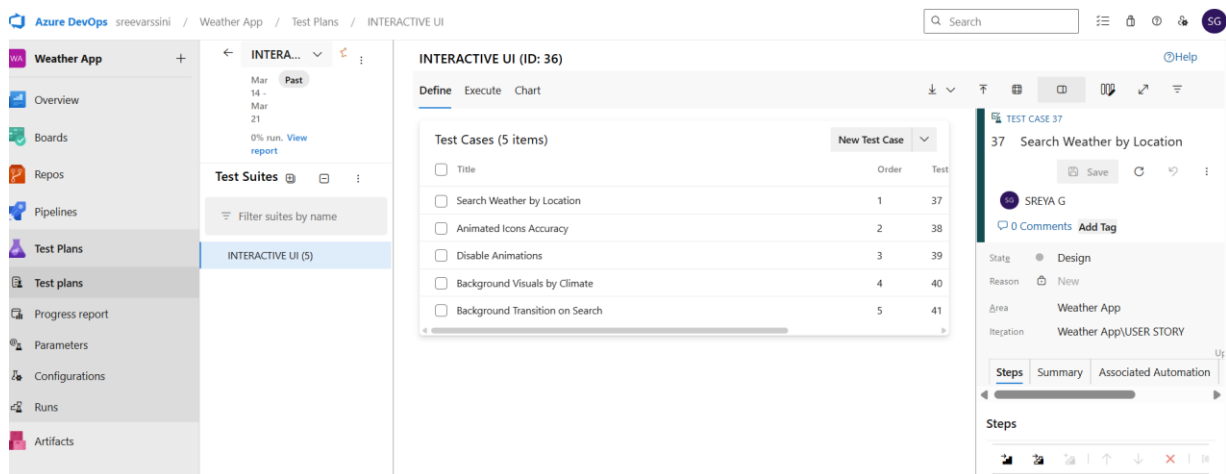 Azure DevOps sreevarssini / Weather App / Test Plans / INTERACTIVE UI
Search
SG
WA Weather App +
Overview
Boards
Repos
Pipelines
Test Plans
Test plans
Progress report
Parameters
Configurations
Runs
Artifacts
INTERA...
Mar
14 -
Mar
21
Past
0% run. View
report
Test Suites
Filter suites by name
INTERACTIVE UI (5)
INTERACTIVE UI (ID: 36)
Help
Define Execute Chart
Test Cases (5 items)
New Test Case
Title Order Test
Search Weather by Location 1 37
Animated Icons Accuracy 2 38
Disable Animations 3 39
Background Visuals by Climate 4 40
Background Transition on Search 5 41
TEST CASE 37
37 Search Weather by Location
Save
SG SREYA G
0 Comments Add Tag
State Design
Reason New
Area Weather App
Iteration Weather App\USER STORY
Up
Steps Summary Associated Automation
Steps